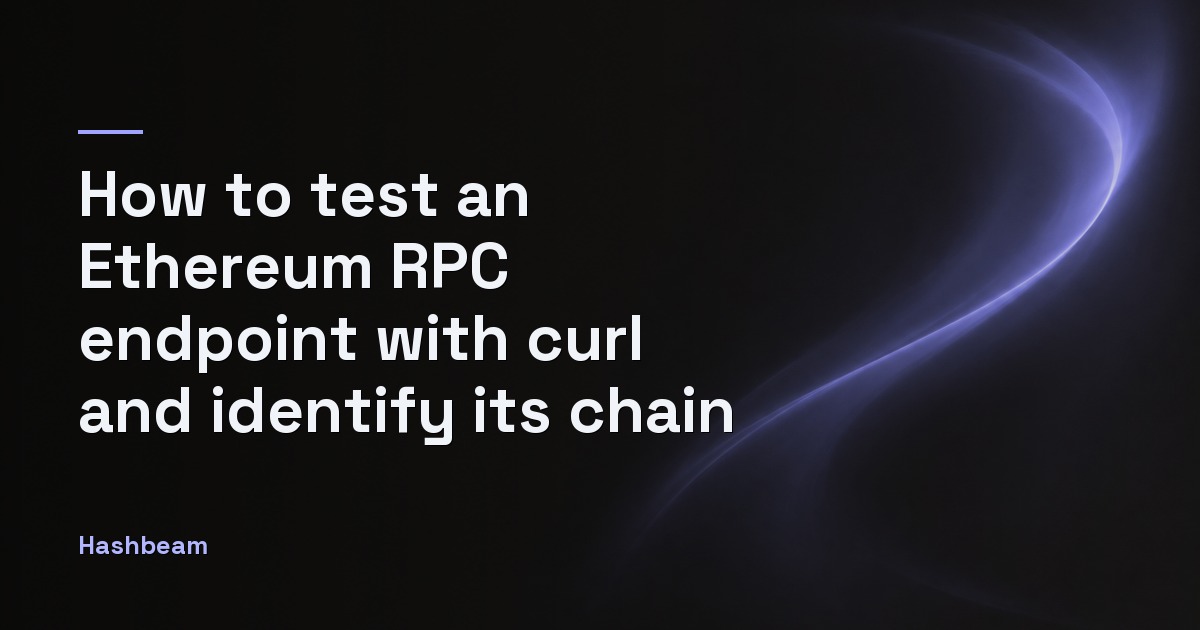 How to test an
Ethereum RPC
endpoint with curl
and identify its chain
Hashbeam